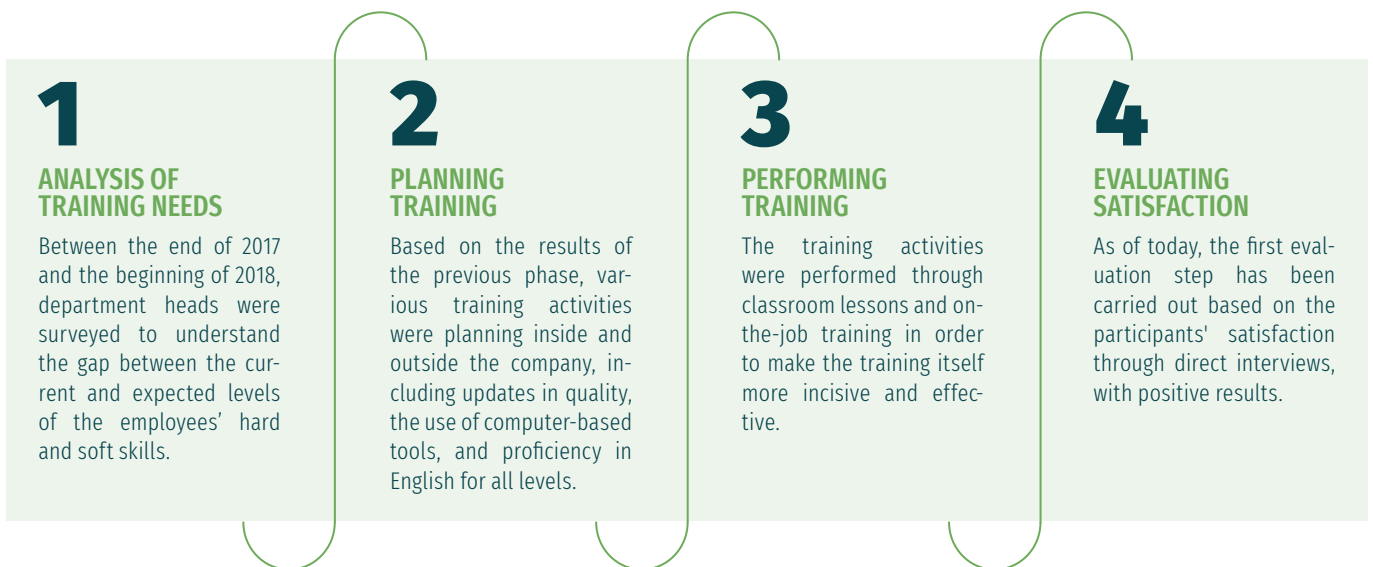 1
ANALYSIS OF
TRAINING NEEDS
Between the end of 2017
and the beginning of 2018,
department heads were
surveyed to understand
the gap between the cur-
rent and expected levels
of the employees’ hard
and soft skills.
2
PLANNING
TRAINING
Based on the results of
the previous phase, var-
ious training activities
were planning inside and
outside the company, in-
cluding updates in quality,
the use of computer-based
tools, and proficiency in
English for all levels.
3
PERFORMING
TRAINING
The training activities
were performed through
classroom lessons and on-
the-job training in order
to make the training itself
more incisive and effec-
tive.
4
EVALUATING
SATISFACTION
As of today, the first eval-
uation step has been
carried out based on the
participants' satisfaction
through direct interviews,
with positive results.